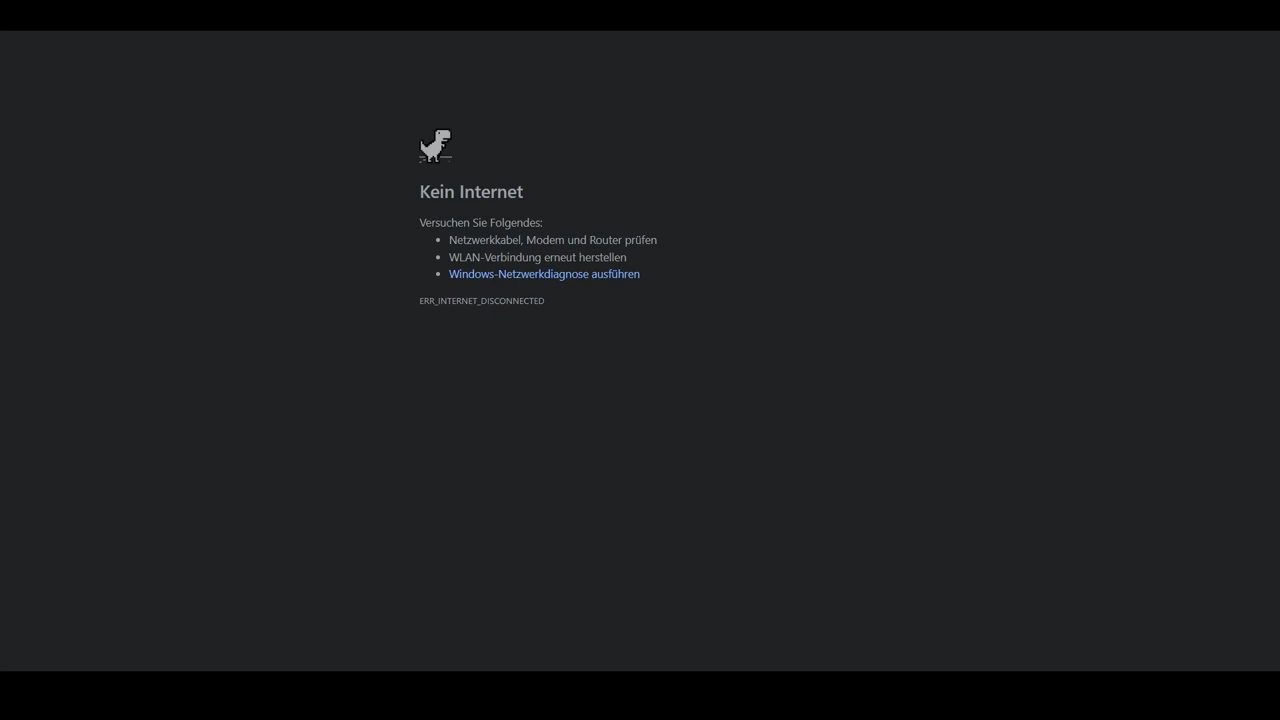 Kein Internet
Versuchen Sie Folgendes:
Netzwerkkabel, Modem und Router prüfen
WLAN-Verbindung erneut herstellen
Windows-Netzwerkdiagnose ausführen
ERR_INTERNET_DISCONNECTED